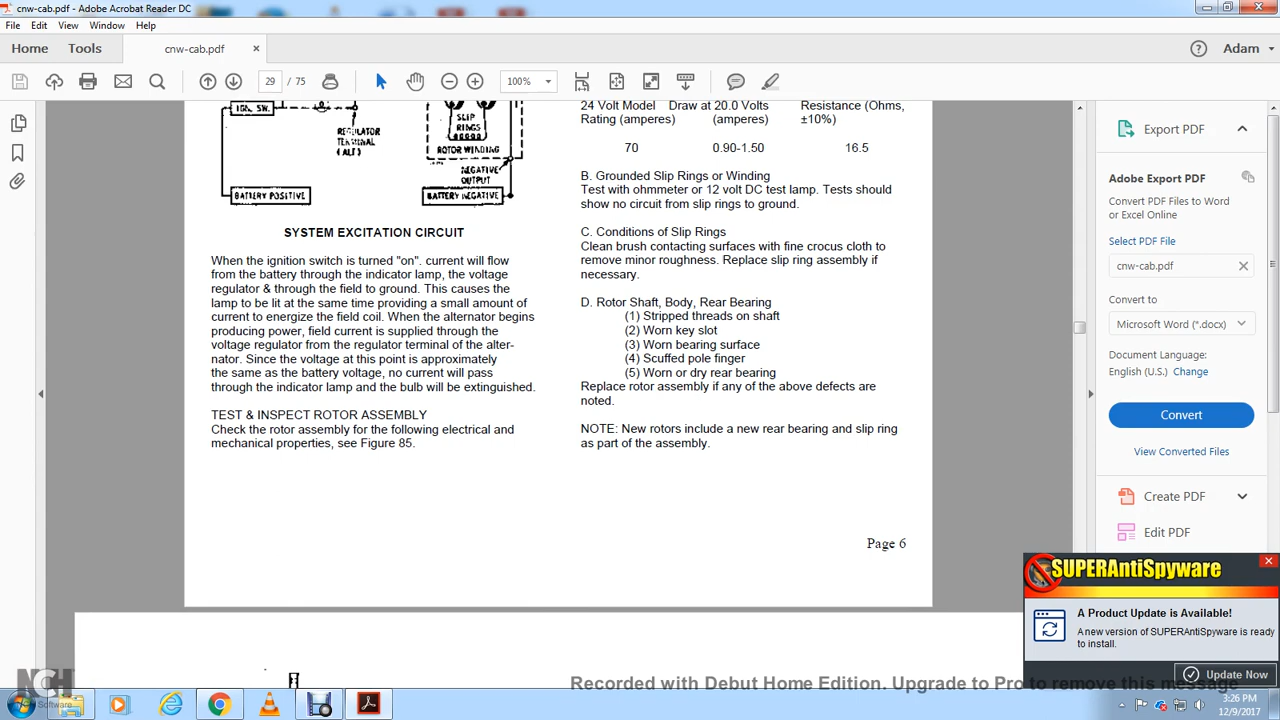 cnw-cab.pdf - Adobe Acrobat Reader DC
File Edit View Window Help
Home Tools cnw-cab.pdf Adam
29 / 75 100%
IGN. SW.
REGULATOR
TERMINAL
(ALT)
SLIP
RINGS
ROTOR WINDING
NEGATIVE
OUTPUT
BATTERY POSITIVE BATTERY NEGATIVE
SYSTEM EXCITATION CIRCUIT
When the ignition switch is turned "on". current will flow
from the battery through the indicator lamp, the voltage
regulator & through the field to ground. This causes the
lamp to be lit at the same time providing a small amount of
current to energize the field coil. When the alternator begins
producing power, field current is supplied through the
voltage regulator from the regulator terminal of the alter-
nator. Since the voltage at this point is approximately
the same as the battery voltage, no current will pass
through the indicator lamp and the bulb will be extinguished.
TEST & INSPECT ROTOR ASSEMBLY
Check the rotor assembly for the following electrical and
mechanical properties, see Figure 85.
24 Volt Model Draw at 20.0 Volts Resistance (Ohms,
Rating (amperes) (amperes) ±10%)
70 0.90-1.50 16.5
B. Grounded Slip Rings or Winding
Test with ohmmeter or 12 volt DC test lamp. Tests should
show no circuit from slip rings to ground.
C. Conditions of Slip Rings
Clean brush contacting surfaces with fine crocus cloth to
remove minor roughness. Replace slip ring assembly if
necessary.
D. Rotor Shaft, Body, Rear Bearing
(1) Stripped threads on shaft
(2) Worn key slot
(3) Worn bearing surface
(4) Scuffed pole finger
(5) Worn or dry rear bearing
Replace rotor assembly if any of the above defects are
noted.
NOTE: New rotors include a new rear bearing and slip ring
as part of the assembly.
Page 6
Export PDF
Adobe Export PDF
Convert PDF Files to Word
or Excel Online
Select PDF File
cnw-cab.pdf
Convert to
Microsoft Word (*.docx)
Document Language:
English (U.S.) Change
Convert
View Converted Files
Create PDF
Edit PDF
SUPERAntiSpyware
A Product Update is Available!
A new version of SUPERAntiSpyware is ready
to install.
Update Now
NCH
Software
Recorded with Debut Home Edition. Upgrade to Pro to remove this message
3:26 PM
12/9/2017